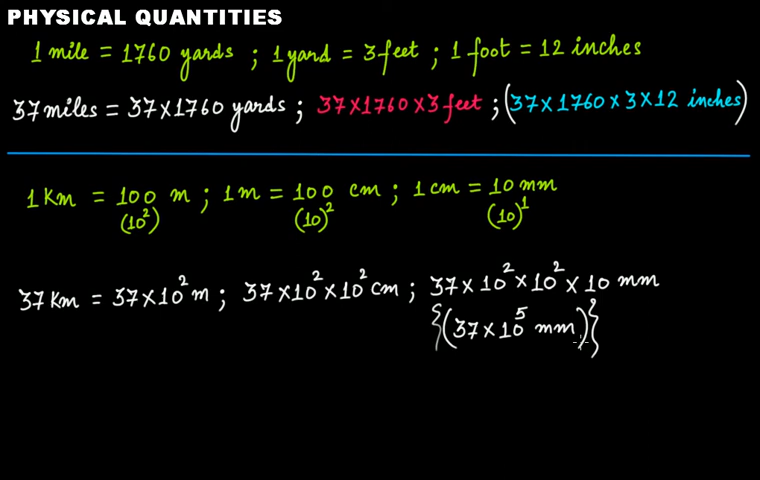 PHYSICAL QUANTITIES
1 mile = 1760 yards ; 1 yard = 3 feet ; 1 foot = 12 inches
37 miles = 37 × 1760 yards ; 37 × 1760 × 3 feet ; (37 × 1760 × 3 × 12 inches)
1 Km = 100 m ; 1 m = 100 cm ; 1 cm = 10 mm
(10²) (10)² (10)¹
37 Km = 37 × 10² m ; 37 × 10² × 10² cm ; 37 × 10² × 10² × 10 mm
{(37 × 10⁵ mm)}